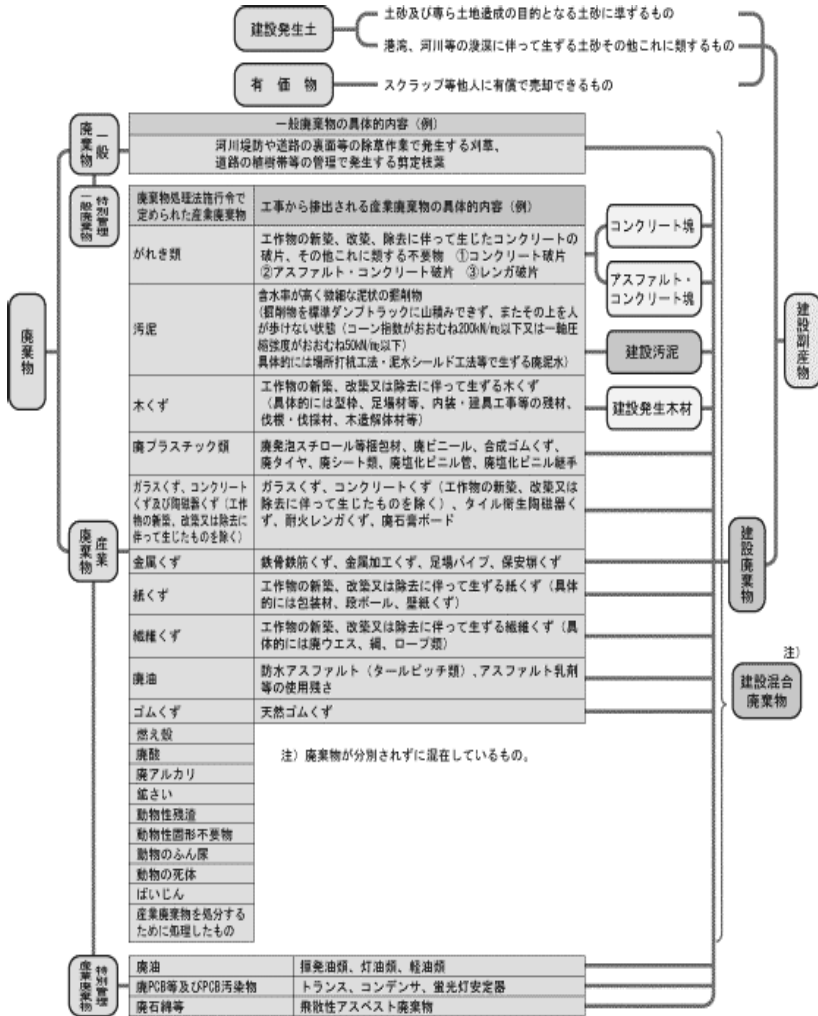 建設発生土
土砂及び専ら土地造成の目的となる土砂に準ずるもの
港湾、河川等の浚渫に伴って生ずる土砂その他これに類するもの
有価物
スクラップ等他人に有償で売却できるもの
一般廃棄物
一般廃棄物の具体的内容（例）
河川堤防や道路の裏面等の除草作業で発生する刈草、
道路の植樹帯等の管理で発生する剪定枝葉
特別管理一般廃棄物
廃棄物処理法施行令で
定められた産業廃棄物
工事から排出される産業廃棄物の具体的内容（例）
がれき類
工作物の新築、改築、除去に伴って生じたコンクリートの
破片、その他これに類する不要物　①コンクリート破片
②アスファルト・コンクリート破片　③レンガ破片
コンクリート塊
アスファルト・
コンクリート塊
廃棄物
汚泥
含水率が高く微細な泥状の掘削物
（掘削物を標準ダンプトラックに山積みできず、またその上を人
が歩けない状態（コーン指数がおおむね200kN/㎡以下又は一軸圧
縮強度がおおむね50kN/㎡以下）
具体的には場所打杭工法・泥水シールド工法等で生ずる廃泥水）
建設汚泥
建設副産物
木くず
工作物の新築、改築又は除去に伴って生ずる木くず
（具体的には型枠、足場材等、内装・建具工事等の残材、
伐根・伐採材、木造解体材等）
建設発生木材
廃プラスチック類
廃発泡スチロール等梱包材、廃ビニール、合成ゴムくず、
廃タイヤ、廃シート類、廃塩化ビニル管、廃塩化ビニル継手
ガラスくず、コンクリート
くず及び陶磁器くず（工作
物の新築、改築又は除去に
伴って生じたものを除く）
ガラスくず、コンクリートくず（工作物の新築、改築又は
除去に伴って生じたものを除く）、タイル衛生陶磁器く
ず、耐火レンガくず、廃石膏ボード
産業廃棄物
金属くず
鉄骨鉄筋くず、金属加工くず、足場パイプ、保安塀くず
建設廃棄物
紙くず
工作物の新築、改築又は除去に伴って生ずる紙くず（具体
的には包装材、段ボール、壁紙くず）
繊維くず
工作物の新築、改築又は除去に伴って生ずる繊維くず（具
体的には廃ウエス、縄、ロープ類）
注）
建設混合
廃棄物
廃油
防水アスファルト（タールピッチ類）、アスファルト乳剤
等の使用残さ
ゴムくず
天然ゴムくず
燃え殻
廃酸
注）廃棄物が分別されずに混在しているもの。
廃アルカリ
鉱さい
動物性残渣
動物性固形不要物
動物のふん尿
動物の死体
ばいじん
産業廃棄物を処分する
ために処理したもの
特別管理産業廃棄物
廃油
揮発油類、灯油類、軽油類
廃PCB等及びPCB汚染物
トランス、コンデンサ、蛍光灯安定器
廃石綿等
飛散性アスベスト廃棄物